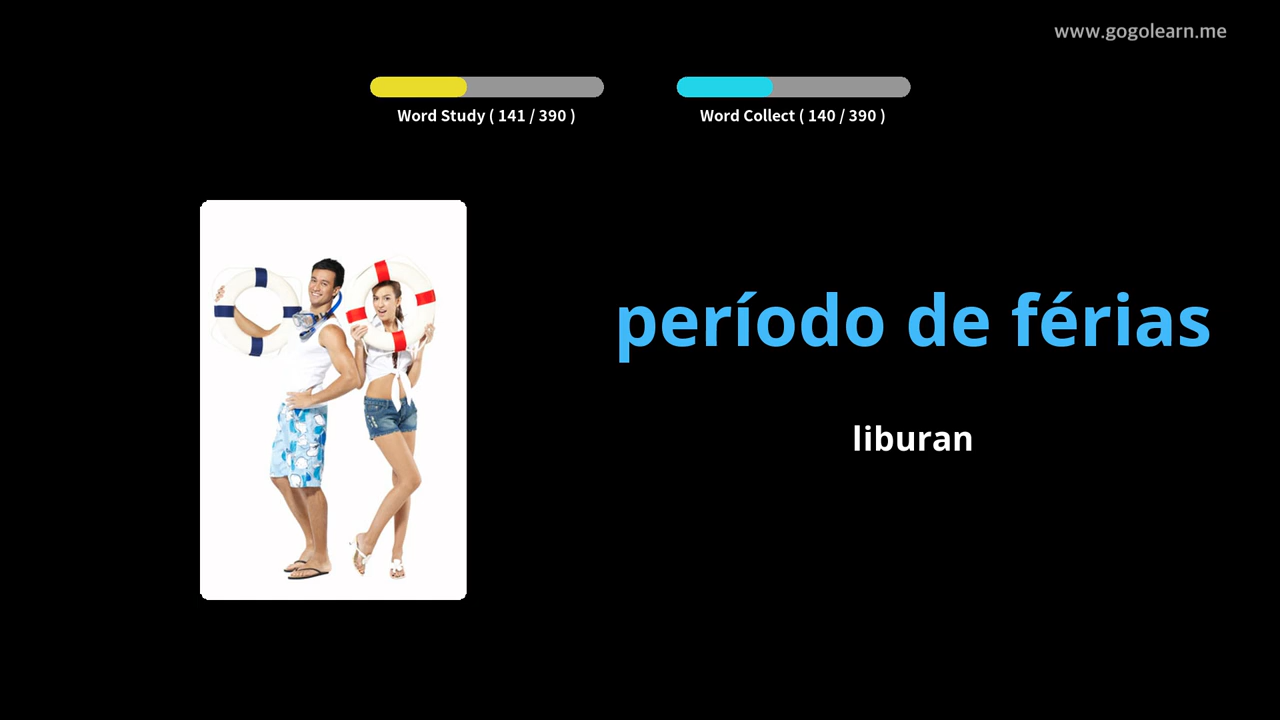 www.gogolearn.me
Word Study ( 141 / 390 )
Word Collect ( 140 / 390 )
período de férias
liburan